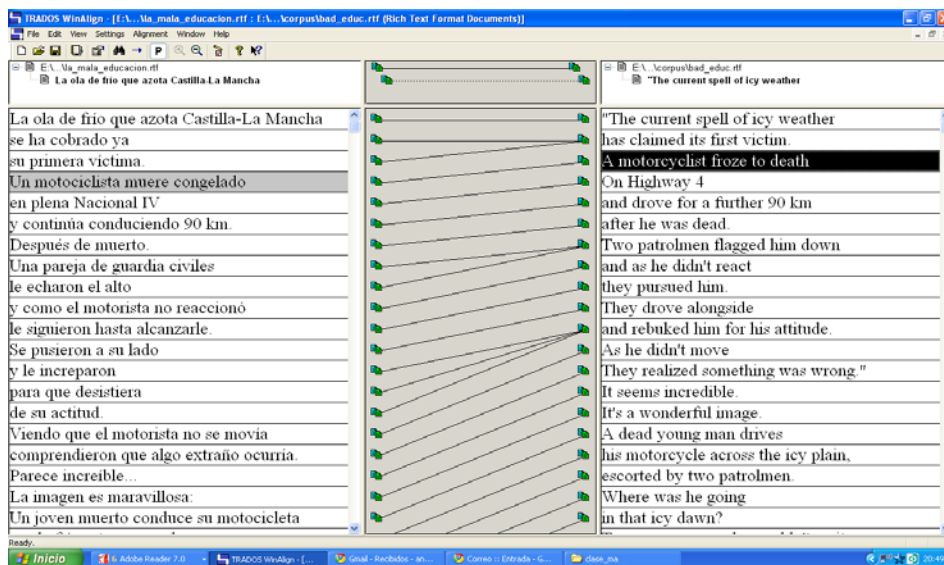 TRADOS WinAlign - [E:\...\la_mala_educacion.rtf : E:\...\corpus\bad_educ.rtf (Rich Text Format Documents)]
File Edit View Settings Alignment Window Help
E:\...\la_mala_educacion.rtf
La ola de frio que azota Castilla-La Mancha
E:\...\corpus\bad_educ.rtf
"The current spell of icy weather
La ola de frio que azota Castilla-La Mancha
se ha cobrado ya
su primera víctima.
Un motociclista muere congelado
en plena Nacional IV
y continúa conduciendo 90 km.
Después de muerto.
Una pareja de guardia civiles
le echaron el alto
y como el motorista no reaccionó
le siguieron hasta alcanzarle.
Se pusieron a su lado
y le increparon
para que desistiera
de su actitud.
Viendo que el motorista no se movía
comprendieron que algo extraño ocurría.
Parece increíble...
La imagen es maravillosa:
Un joven muerto conduce su motocicleta
"The current spell of icy weather
has claimed its first victim.
A motorcyclist froze to death
On Highway 4
and drove for a further 90 km
after he was dead.
Two patrolmen flagged him down
and as he didn't react
they pursued him.
They drove alongside
and rebuked him for his attitude.
As he didn't move
They realized something was wrong."
It seems incredible.
It's a wonderful image.
A dead young man drives
his motorcycle across the icy plain,
escorted by two patrolmen.
Where was he going
in that icy dawn?
Ready.
Inicio
6 Adobe Reader 7.0
TRADOS WinAlign - [...
Gmail - Recibidos - an...
Correo :: Entrada - G...
clase_ma
20:49